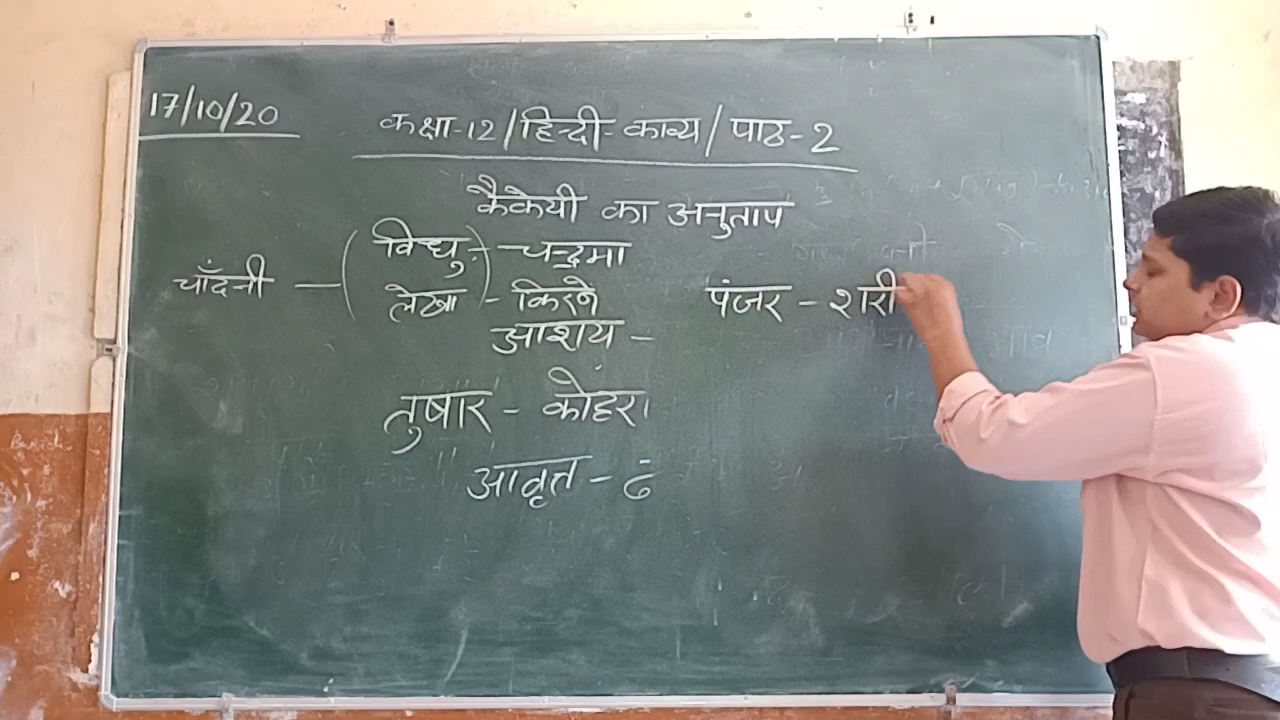 17/10/20
कक्षा-12/हिन्दी-काव्य/पाठ-2
कैकेयी का अनुताप
चाँदनी — (विधु - चन्द्रमा
लेखा) - किरणे
पंजर - शरी
आशय -
तुषार - कोहरा
आवृत्त - ढं